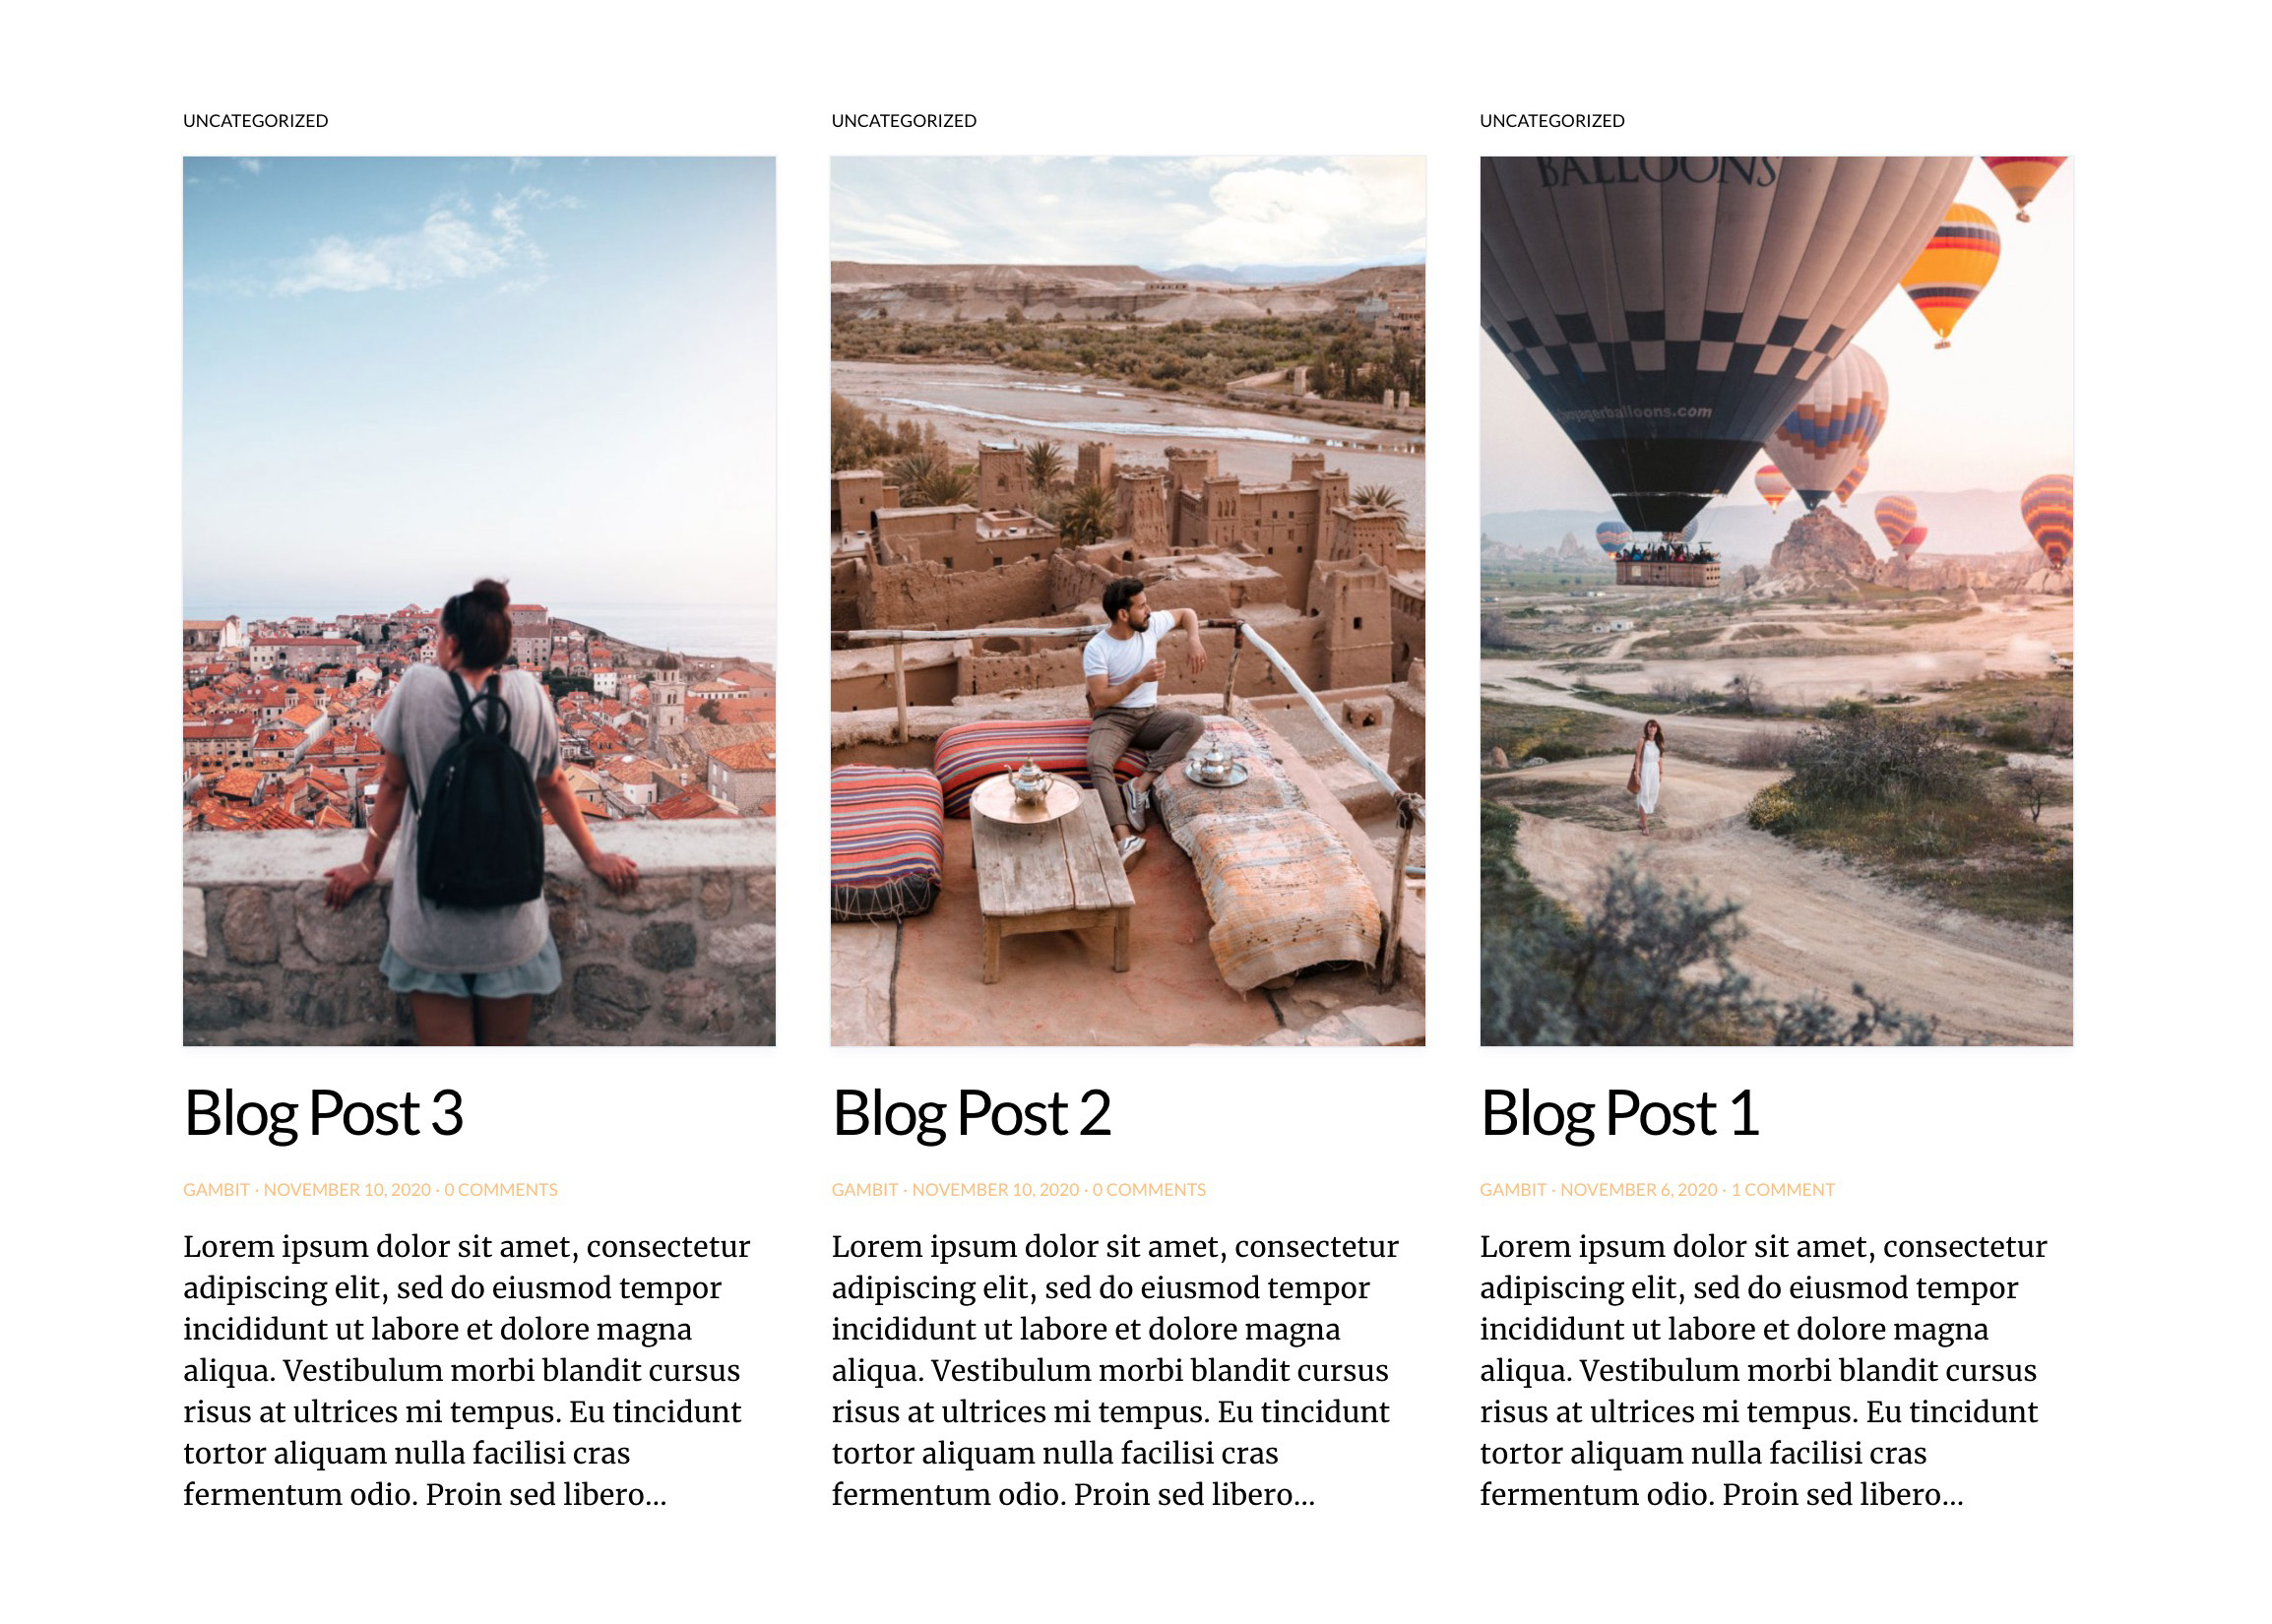 UNCATEGORIZED
BALLOONS
balloons.com
Blog Post 3
GAMBIT · NOVEMBER 10, 2020 · 0 COMMENTS
Lorem ipsum dolor sit amet, consectetur
adipiscing elit, sed do eiusmod tempor
incididunt ut labore et dolore magna
aliqua. Vestibulum morbi blandit cursus
risus at ultrices mi tempus. Eu tincidunt
tortor aliquam nulla facilisi cras
fermentum odio. Proin sed libero...
UNCATEGORIZED
Blog Post 2
GAMBIT · NOVEMBER 10, 2020 · 0 COMMENTS
Lorem ipsum dolor sit amet, consectetur
adipiscing elit, sed do eiusmod tempor
incididunt ut labore et dolore magna
aliqua. Vestibulum morbi blandit cursus
risus at ultrices mi tempus. Eu tincidunt
tortor aliquam nulla facilisi cras
fermentum odio. Proin sed libero...
UNCATEGORIZED
Blog Post 1
GAMBIT · NOVEMBER 6, 2020 · 1 COMMENT
Lorem ipsum dolor sit amet, consectetur
adipiscing elit, sed do eiusmod tempor
incididunt ut labore et dolore magna
aliqua. Vestibulum morbi blandit cursus
risus at ultrices mi tempus. Eu tincidunt
tortor aliquam nulla facilisi cras
fermentum odio. Proin sed libero...